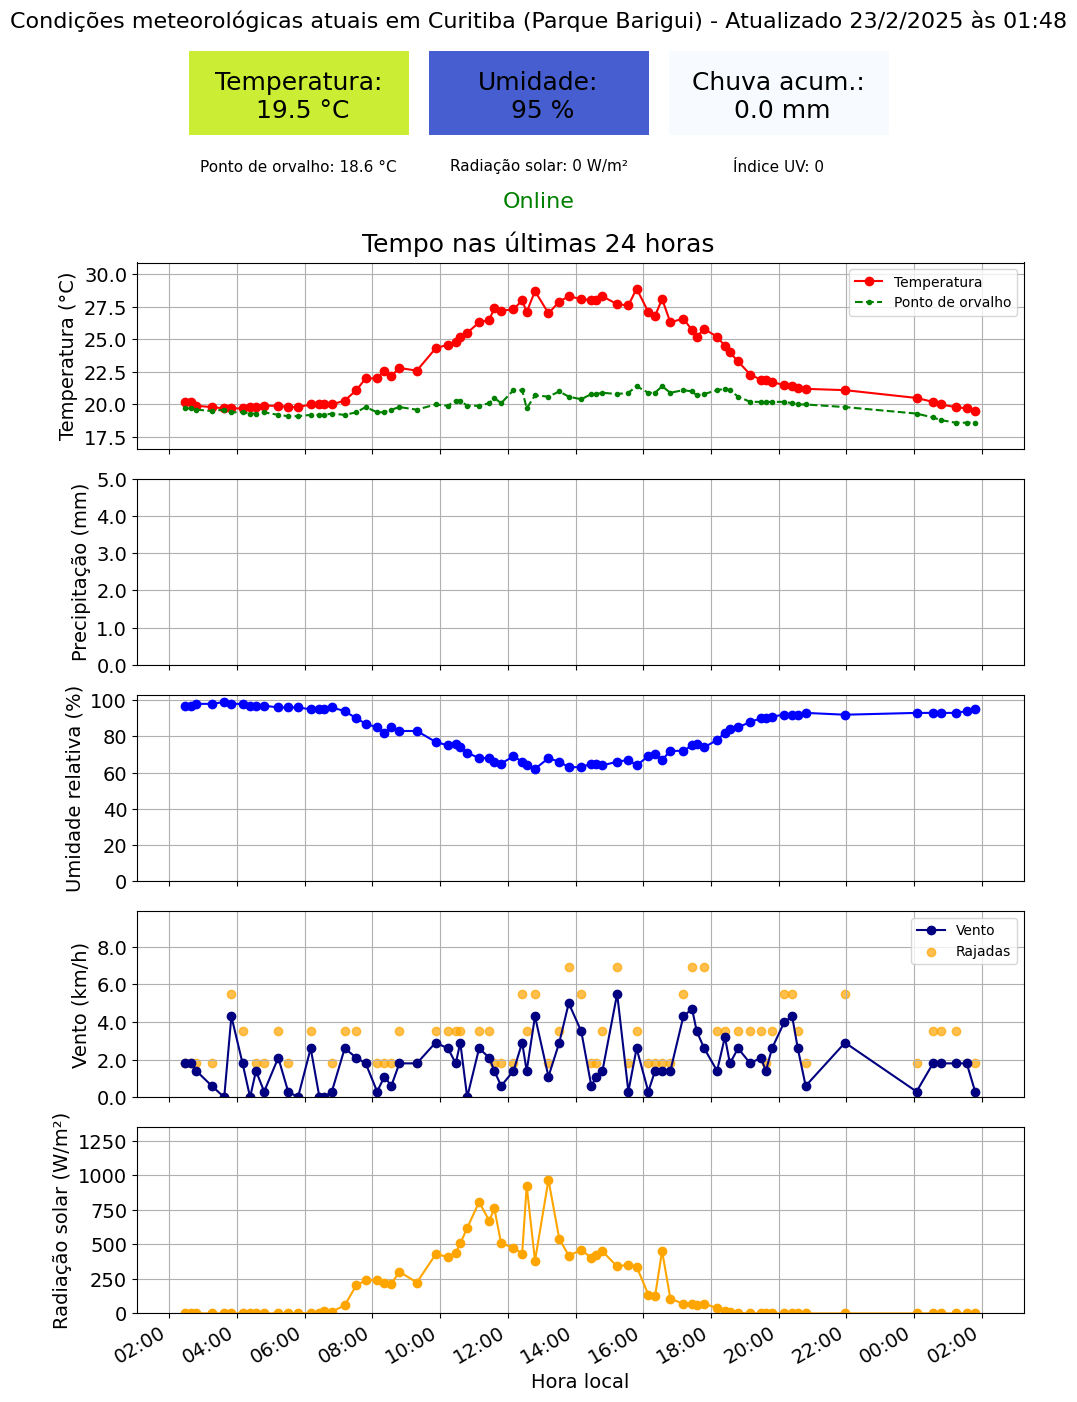 Condições meteorológicas atuais em Curitiba (Parque Barigui) - Atualizado 23/2/2025 às 01:48
Temperatura:
19.5 °C
Umidade:
95 %
Chuva acum.:
0.0 mm
Ponto de orvalho: 18.6 °C
Radiação solar: 0 W/m²
Índice UV: 0
Online
Tempo nas últimas 24 horas
Temperatura (°C)
30.0
27.5
25.0
22.5
20.0
17.5
Temperatura
Ponto de orvalho
Precipitação (mm)
5.0
4.0
3.0
2.0
1.0
0.0
Umidade relativa (%)
100
80
60
40
20
0
Vento (km/h)
8.0
6.0
4.0
2.0
0.0
Vento
Rajadas
Radiação solar (W/m²)
1250
1000
750
500
250
0
02:00
04:00
06:00
08:00
10:00
12:00
14:00
16:00
18:00
20:00
22:00
00:00
02:00
Hora local